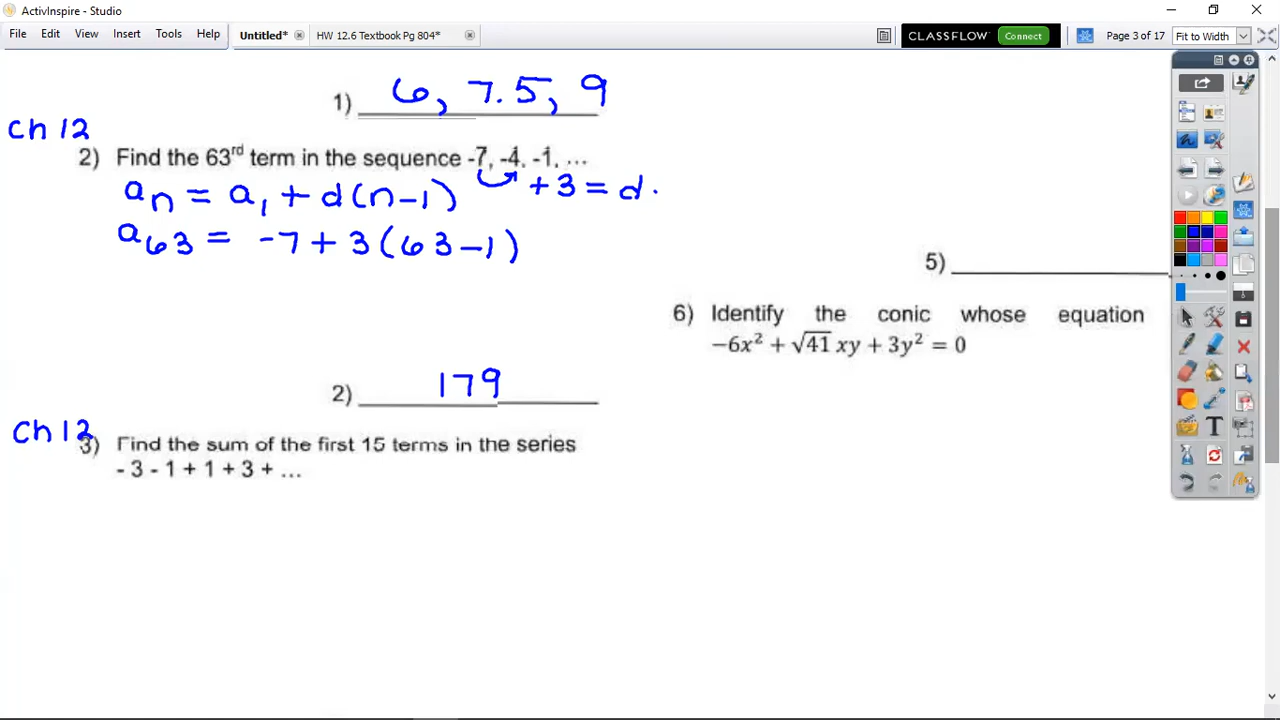 ActivInspire - Studio
File Edit View Insert Tools Help Untitled* HW 12.6 Textbook Pg 804* CLASSFLOW Connect Page 3 of 17 Fit to Width
1) 6, 7.5, 9
Ch 12
2) Find the 63rd term in the sequence -7, -4, -1, ...
an = a1 + d(n-1) +3 = d.
a63 = -7 + 3(63-1)
2) 179
Ch 12
3) Find the sum of the first 15 terms in the series
- 3 - 1 + 1 + 3 + ...
5)
6) Identify the conic whose equation
−6x² + √41 xy + 3y² = 0
T